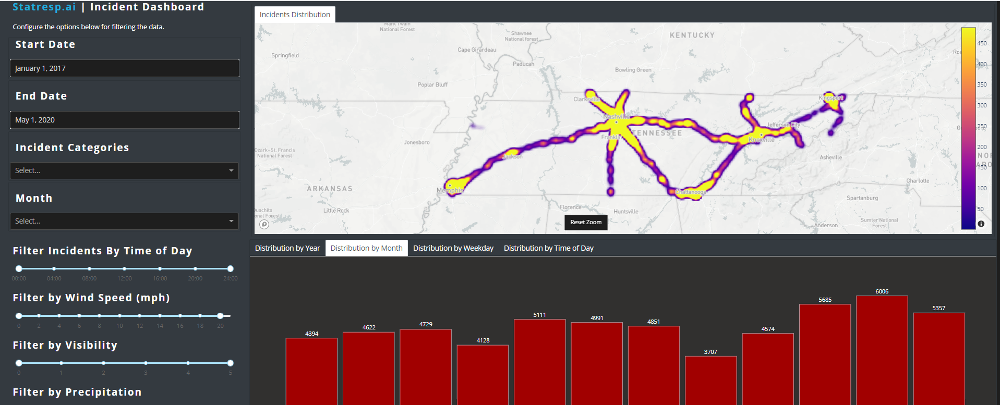 Statresp.ai | Incident Dashboard
Configure the options below for filtering the data.
Start Date
January 1, 2017
End Date
May 1, 2020
Incident Categories
Select...
Month
Select...
Filter Incidents By Time of Day
00:00 04:00 08:00 12:00 16:00 20:00 24:00
Filter by Wind Speed (mph)
0 2 4 6 8 10 12 14 16 18 20
Filter by Visibility
0 1 2 3 4 5
Filter by Precipitation
Incidents Distribution
Mark Twain
National Forest
Shawnee
National forest
KENTUCKY
Springfield
Cape Girardeau
Paducah
Bowling Green
Poplar Bluff
Clarksville
Kingsport
Nashville
Jefferson City
TENNESSEE
Franklin
Knoxville
Jonesboro
Ozark-St. Francis
National Forest
Jackson
Asheville
ARKANSAS
Memphis
Chattanooga
Charlotte
Spartanburg
Little Rock
Florence
Huntsville
Sumter National
Forest
Anderson
Reset Zoom
450
400
350
300
250
200
150
100
50
Distribution by Year Distribution by Month Distribution by Weekday Distribution by Time of Day
4394 4622 4729 4128 5111 4991 4851 3707 4574 5685 6006 5357